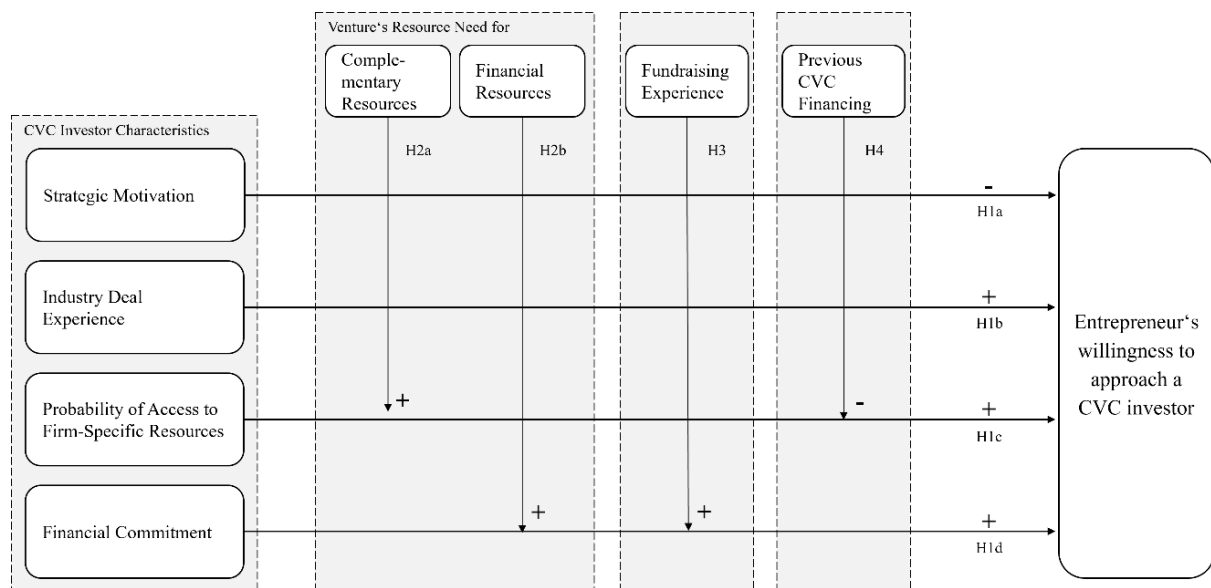 Venture‘s Resource Need for
Comple-
mentary
Resources
Financial
Resources
Fundraising
Experience
Previous
CVC
Financing
CVC Investor Characteristics
H2a
H2b
H3
H4
Strategic Motivation
-
H1a
Industry Deal
Experience
+
H1b
Entrepreneur‘s
willingness to
approach a
CVC investor
Probability of Access to
Firm-Specific Resources
+
-
+
H1c
Financial Commitment
+
+
+
H1d